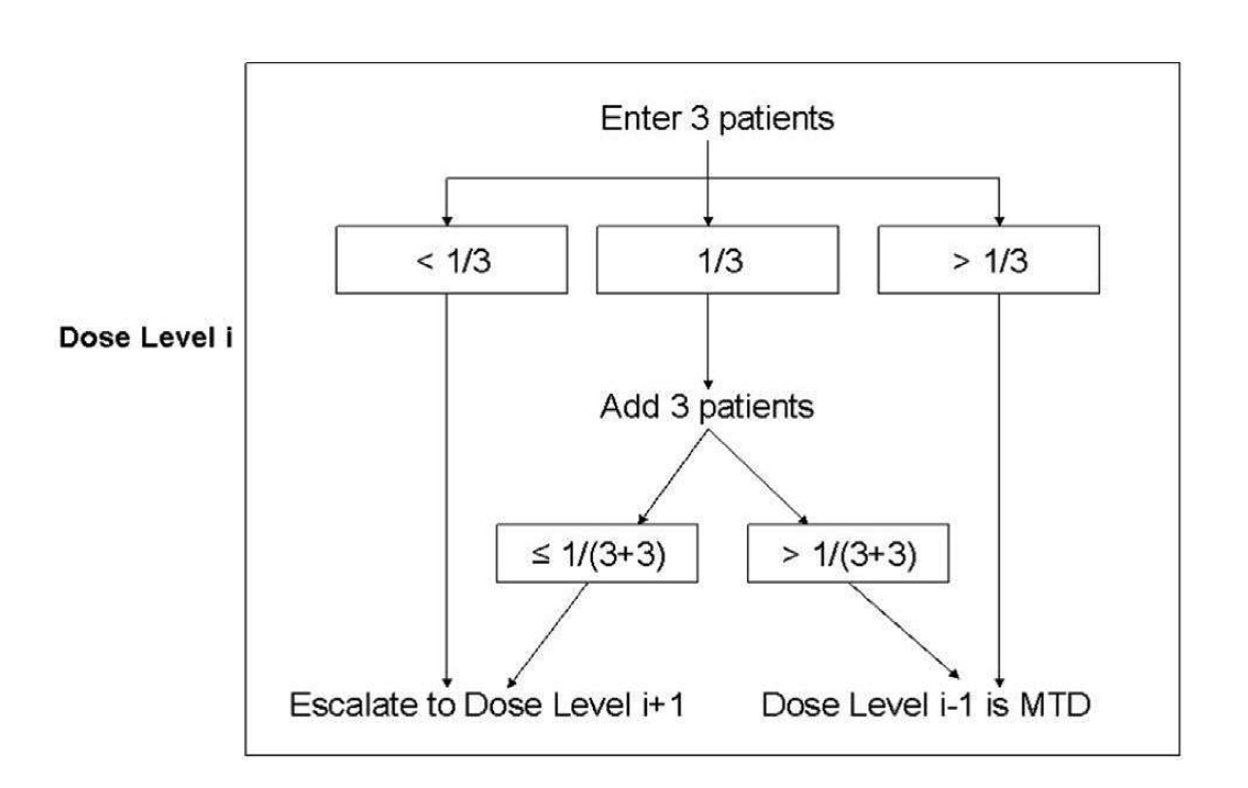 Enter 3 patients
< 1/3
1/3
> 1/3
Dose Level i
Add 3 patients
≤ 1/(3+3)
> 1/(3+3)
Escalate to Dose Level i+1
Dose Level i-1 is MTD